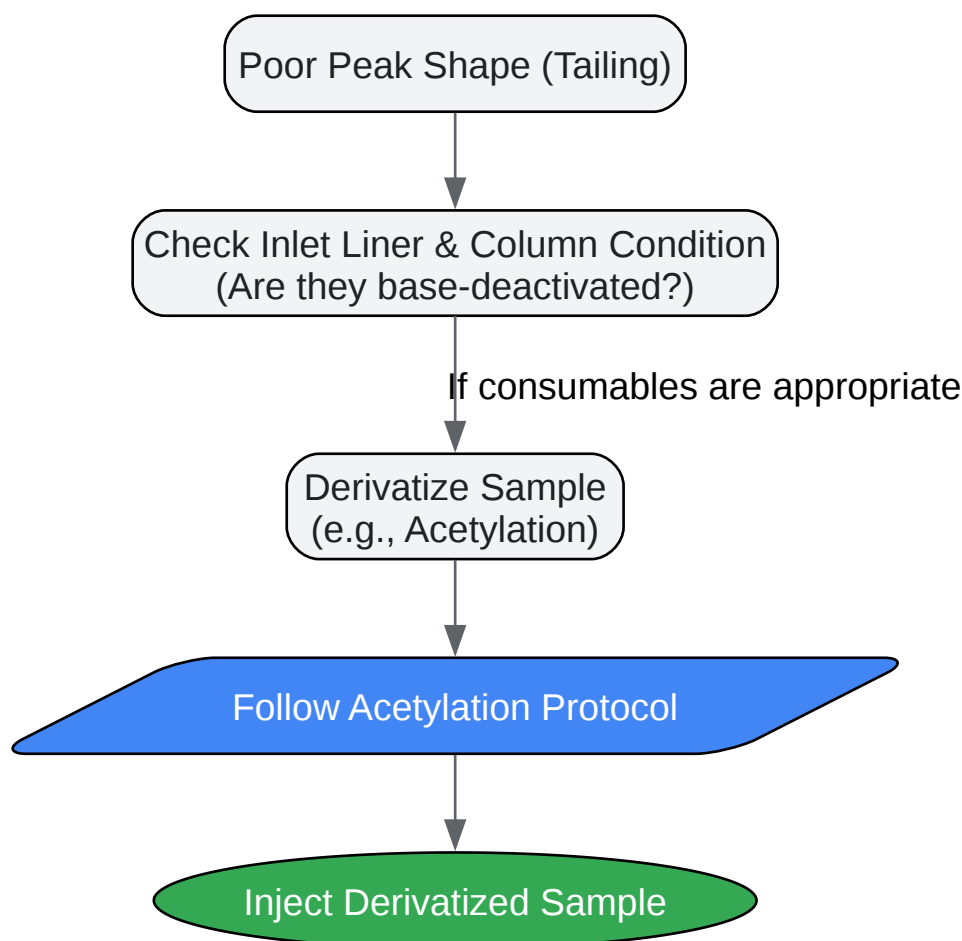 Poor Peak Shape (Tailing)
Check Inlet Liner & Column Condition
(Are they base-deactivated?)
If consumables are appropriate
Derivatize Sample
(e.g., Acetylation)
Follow Acetylation Protocol
Inject Derivatized Sample